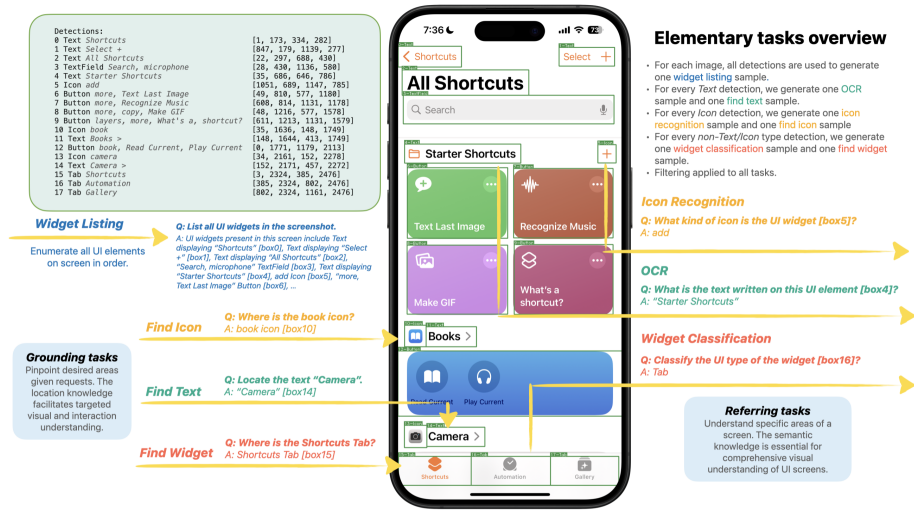 Detections:
0 Text Shortcuts [1, 173, 334, 282]
1 Text Select + [847, 179, 1139, 277]
2 Text All Shortcuts [22, 297, 688, 430]
3 TextField Search, microphone [28, 430, 1136, 580]
4 Text Starter Shortcuts [35, 686, 646, 786]
5 Icon add [1051, 689, 1147, 785]
6 Button more, Text Last Image [49, 810, 577, 1180]
7 Button more, Recognize Music [608, 814, 1131, 1178]
8 Button more, copy, Make GIF [48, 1216, 577, 1578]
9 Button layers, more, What's a, shortcut? [611, 1213, 1131, 1579]
10 Icon book [35, 1636, 148, 1749]
11 Text Books > [148, 1644, 413, 1749]
12 Button book, Read Current, Play Current [0, 1771, 1179, 2113]
13 Icon camera [34, 2161, 152, 2278]
14 Text Camera > [152, 2171, 457, 2272]
15 Tab Shortcuts [3, 2324, 385, 2476]
16 Tab Automation [385, 2324, 802, 2476]
17 Tab Gallery [802, 2324, 1161, 2476]
Widget Listing
Enumerate all UI elements
on screen in order.
Q: List all UI widgets in the screenshot.
A: UI widgets present in this screen include Text
displaying "Shortcuts" [box0], Text displaying "Select
+" [box1], Text displaying "All Shortcuts" [box2],
"Search, microphone" TextField [box3], Text displaying
"Starter Shortcuts" [box4], add Icon [box5], "more,
Text Last Image" Button [box6], ...
Find Icon
Q: Where is the book icon?
A: book icon [box10]
Grounding tasks
Pinpoint desired areas
given requests. The
location knowledge
facilitates targeted
visual and interaction
understanding.
Find Text
Q: Locate the text "Camera".
A: "Camera" [box14]
Find Widget
Q: Where is the Shortcuts Tab?
A: Shortcuts Tab [box15]
7:36
73
Shortcuts
Select +
All Shortcuts
Search
Starter Shortcuts
Text Last Image
Recognize Music
Make GIF
What's a
shortcut?
Books >
Read Current
Play Current
Camera >
Shortcuts
Automation
Gallery
Elementary tasks overview
• For each image, all detections are used to generate
one widget listing sample.
• For every Text detection, we generate one OCR
sample and one find text sample.
• For every Icon detection, we generate one icon
recognition sample and one find icon sample
• For every non-Text/Icon type detection, we generate
one widget classification sample and one find widget
sample.
• Filtering applied to all tasks.
Icon Recognition
Q: What kind of icon is the UI widget [box5]?
A: add
OCR
Q: What is the text written on this UI element [box4]?
A: "Starter Shortcuts"
Widget Classification
Q: Classify the UI type of the widget [box16]?
A: Tab
Referring tasks
Understand specific areas of a
screen. The semantic
knowledge is essential for
comprehensive visual
understanding of UI screens.